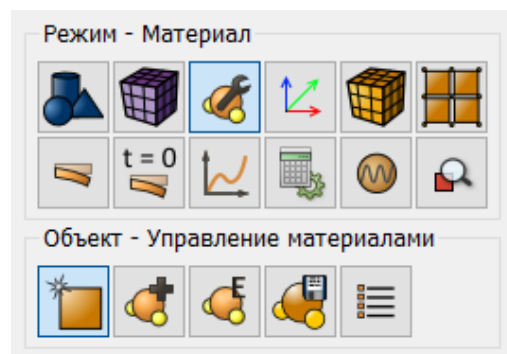 Режим - Материал
t = 0
Объект - Управление материалами
E